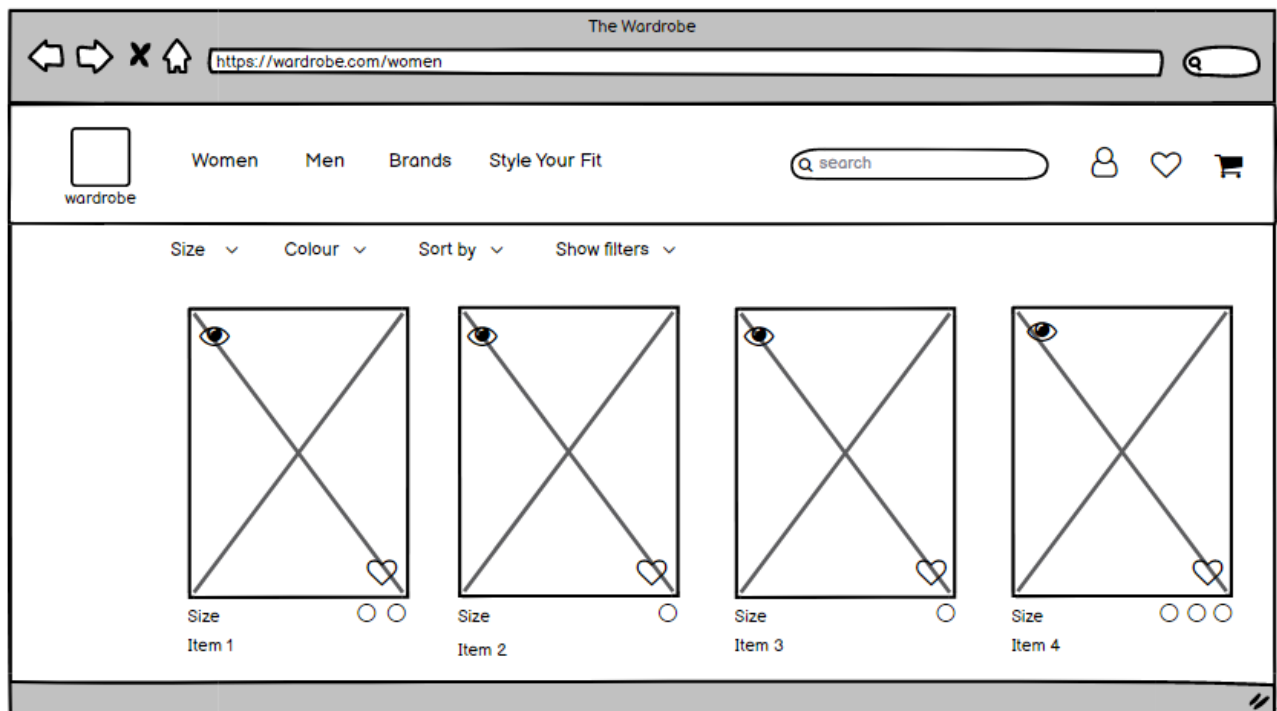 The Wardrobe
https://wardrobe.com/women
Women Men Brands Style Your Fit search
wardrobe
Size Colour Sort by Show filters
Size Size Size Size
Item 1 Item 2 Item 3 Item 4